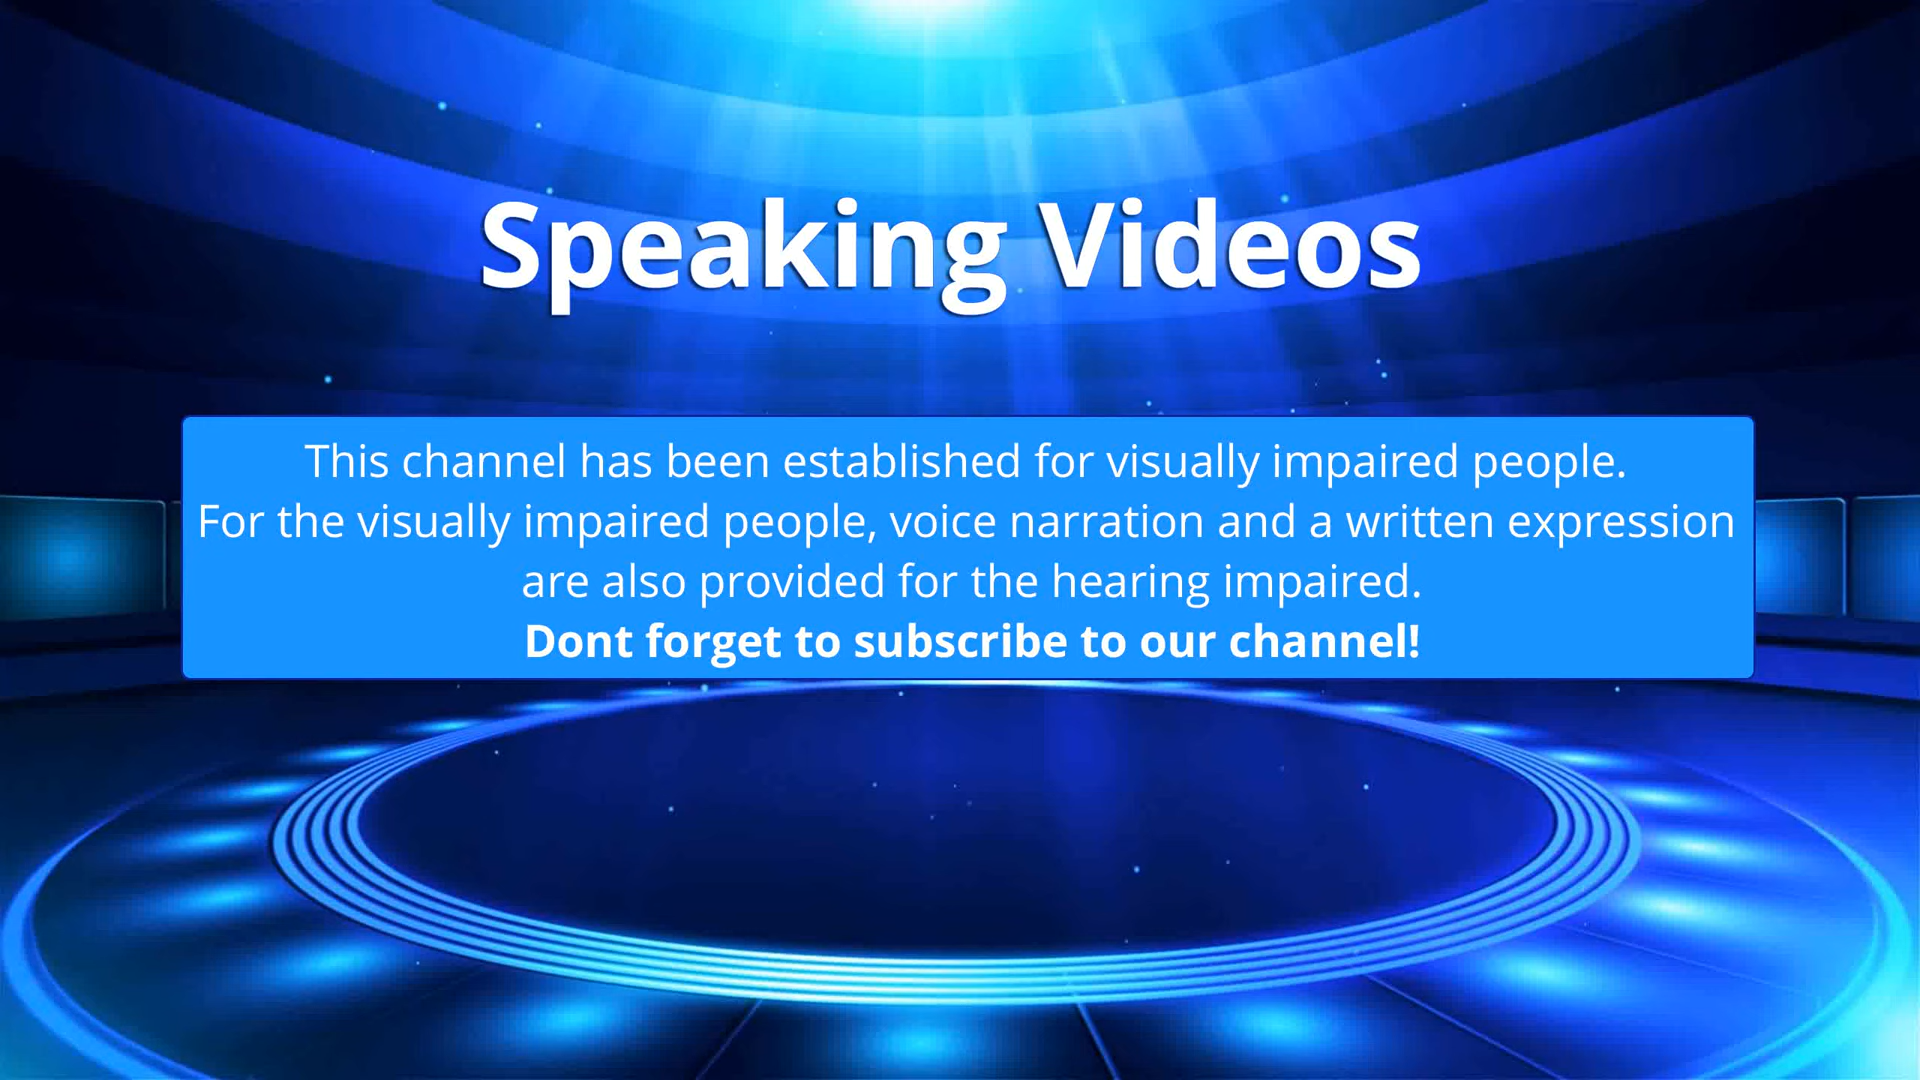 Speaking Videos
This channel has been established for visually impaired people.
For the visually impaired people, voice narration and a written expression
are also provided for the hearing impaired.
Dont forget to subscribe to our channel!